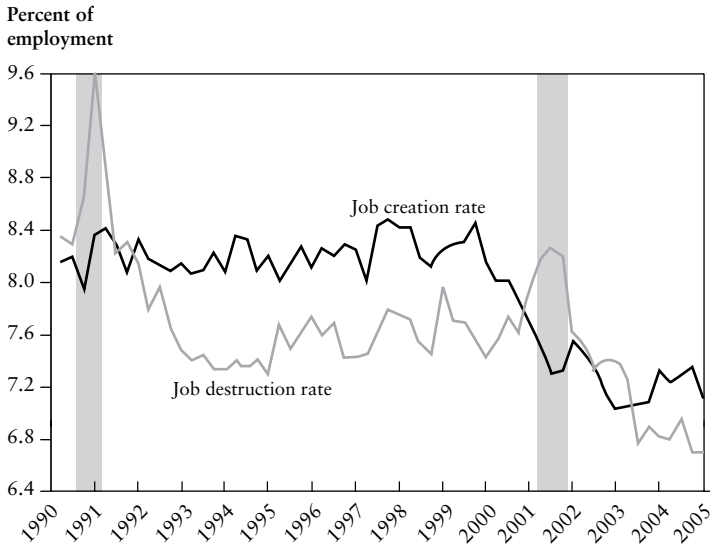 Percent of
employment
9.6
9.2
8.8
8.4
Job creation rate
8.0
7.6
7.2
Job destruction rate
6.8
6.4
1990 1991 1992 1993 1994 1995 1996 1997 1998 1999 2000 2001 2002 2003 2004 2005